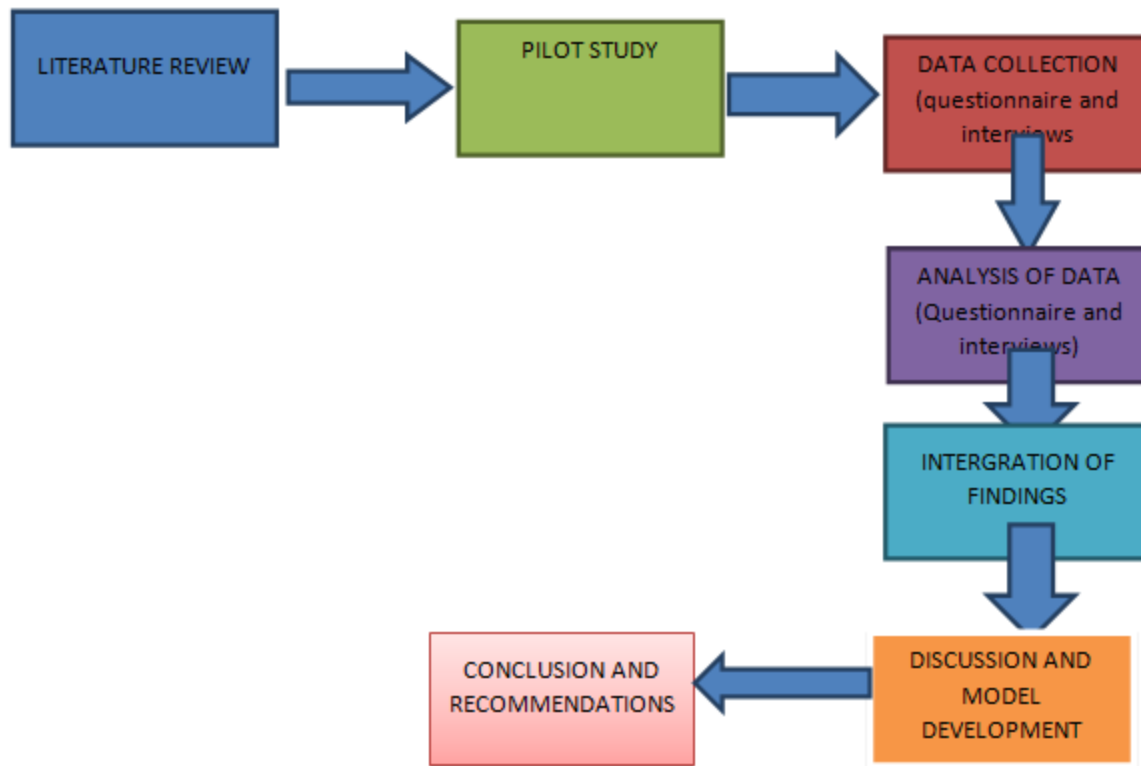 LITERATURE REVIEW
PILOT STUDY
DATA COLLECTION
(questionnaire and
interviews
ANALYSIS OF DATA
(Questionnaire and
interviews)
INTERGRATION OF
FINDINGS
DISCUSSION AND
MODEL
DEVELOPMENT
CONCLUSION AND
RECOMMENDATIONS